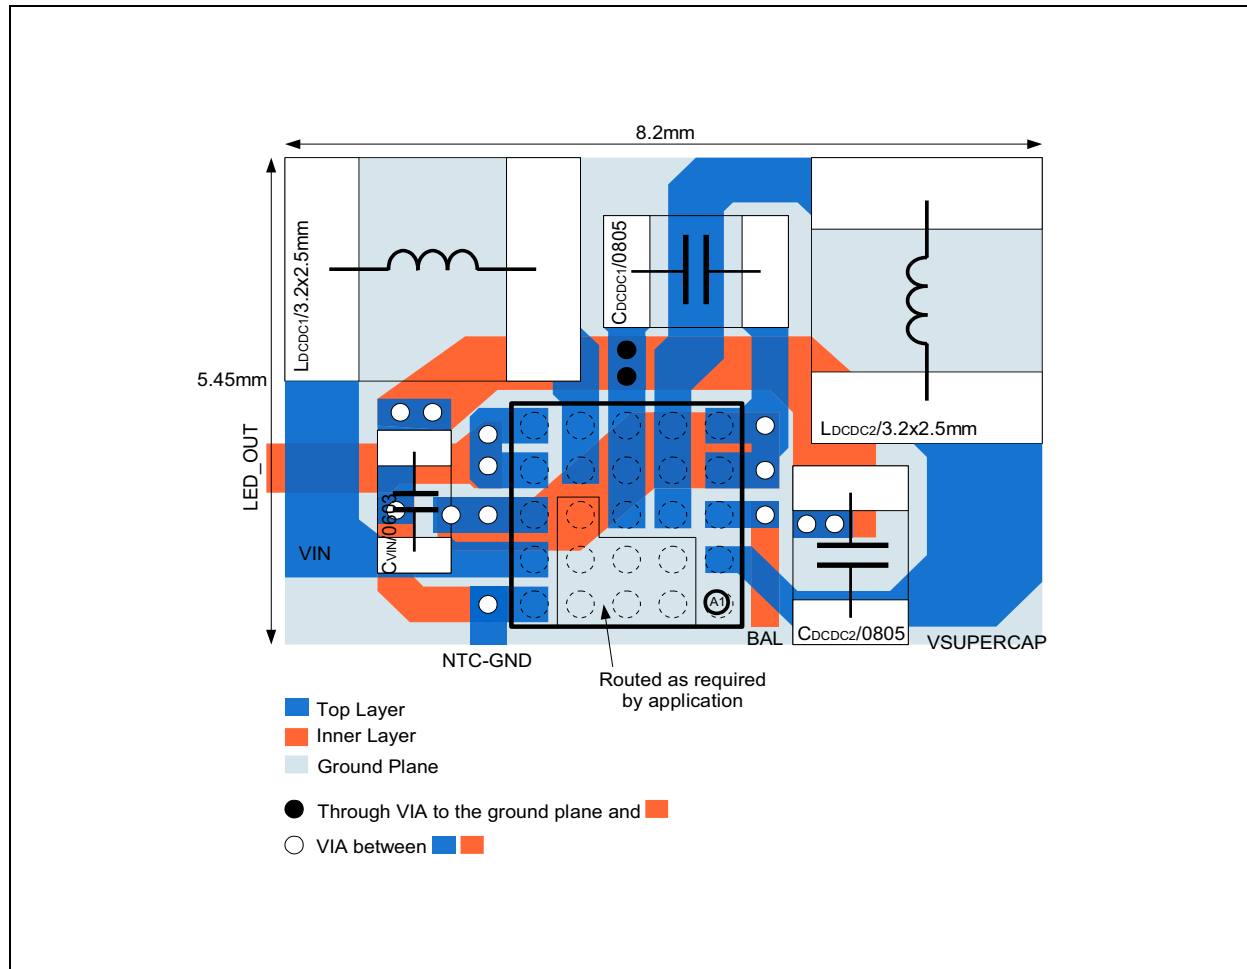 8.2mm
LDCDC1/3.2x2.5mm
CDCDC1/0805
5.45mm
LDCDC2/3.2x2.5mm
LED_OUT
CVIN/0603
VIN
A1
BAL
CDCDC2/0805
VSUPERCAP
NTC-GND
Routed as required
by application
Top Layer
Inner Layer
Ground Plane
Through VIA to the ground plane and
VIA between